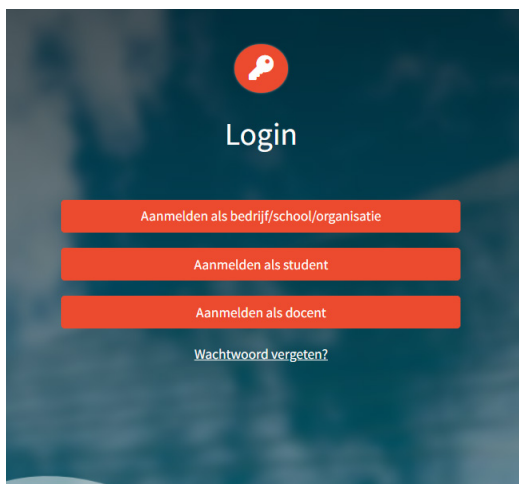 Login
Aanmelden als bedrijf/school/organisatie
Aanmelden als student
Aanmelden als docent
Wachtwoord vergeten?